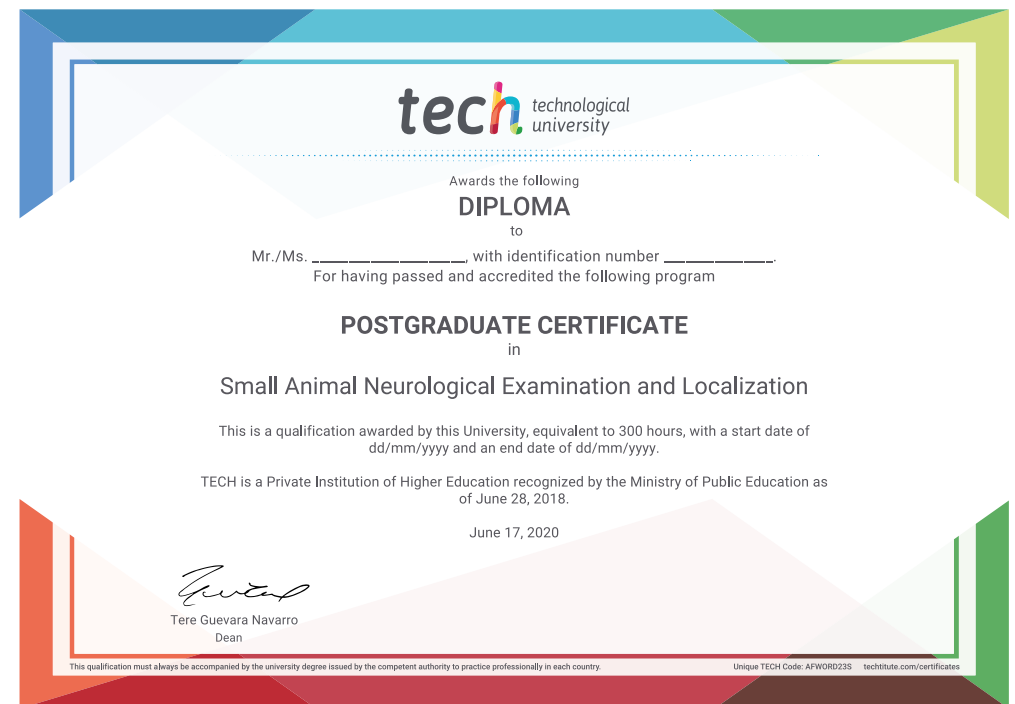 tech technological
university
Awards the following
DIPLOMA
to
Mr./Ms. ____________________, with identification number ______________.
For having passed and accredited the following program
POSTGRADUATE CERTIFICATE
in
Small Animal Neurological Examination and Localization
This is a qualification awarded by this University, equivalent to 300 hours, with a start date of
dd/mm/yyyy and an end date of dd/mm/yyyy.
TECH is a Private Institution of Higher Education recognized by the Ministry of Public Education as
of June 28, 2018.
June 17, 2020
Tere Guevara Navarro
Dean
This qualification must always be accompanied by the university degree issued by the competent authority to practice professionally in each country.
Unique TECH Code: AFWORD23S techtitute.com/certificates